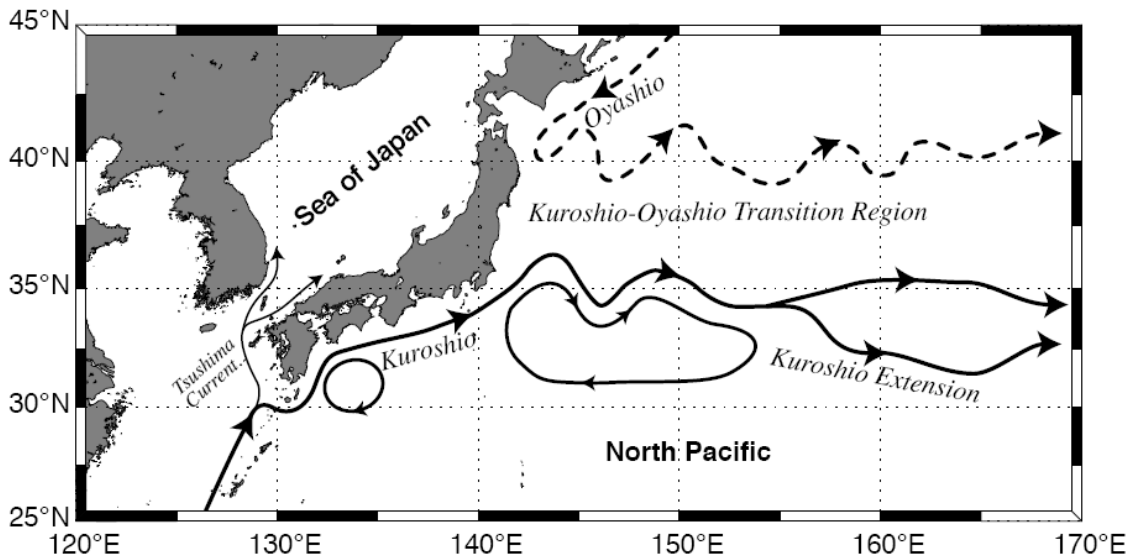 45°N
40°N
35°N
30°N
25°N
120°E
130°E
140°E
150°E
160°E
170°E
Sea of Japan
Oyashio
Kuroshio-Oyashio Transition Region
Tsushima
Current
Kuroshio
Kuroshio Extension
North Pacific